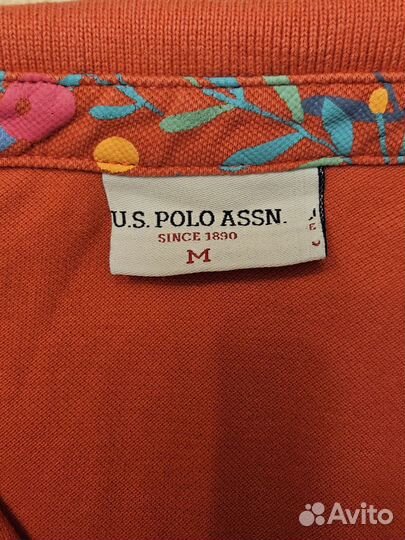 U.S. POLO ASSN.
SINCE 1890
M
Avito